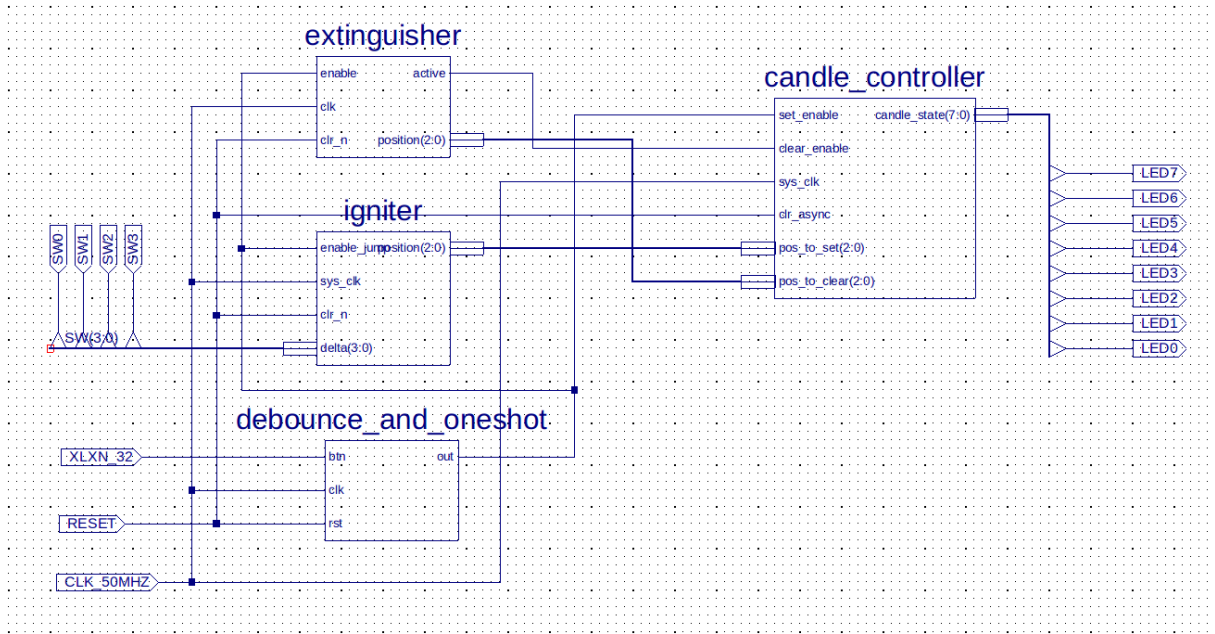 extinguisher
enable
active
clk
clr_n
position(2:0)
candle_controller
set_enable
candle_state(7:0)
clear_enable
sys_clk
clr_async
pos_to_set(2:0)
pos_to_clear(2:0)
igniter
enable_jump
position(2:0)
sys_clk
clr_n
delta(3:0)
SW0
SW1
SW2
SW3
SW(3:0)
LED7
LED6
LED5
LED4
LED3
LED2
LED1
LED0
debounce_and_oneshot
XLXN_32
btn
out
clk
RESET
rst
CLK_50MHZ